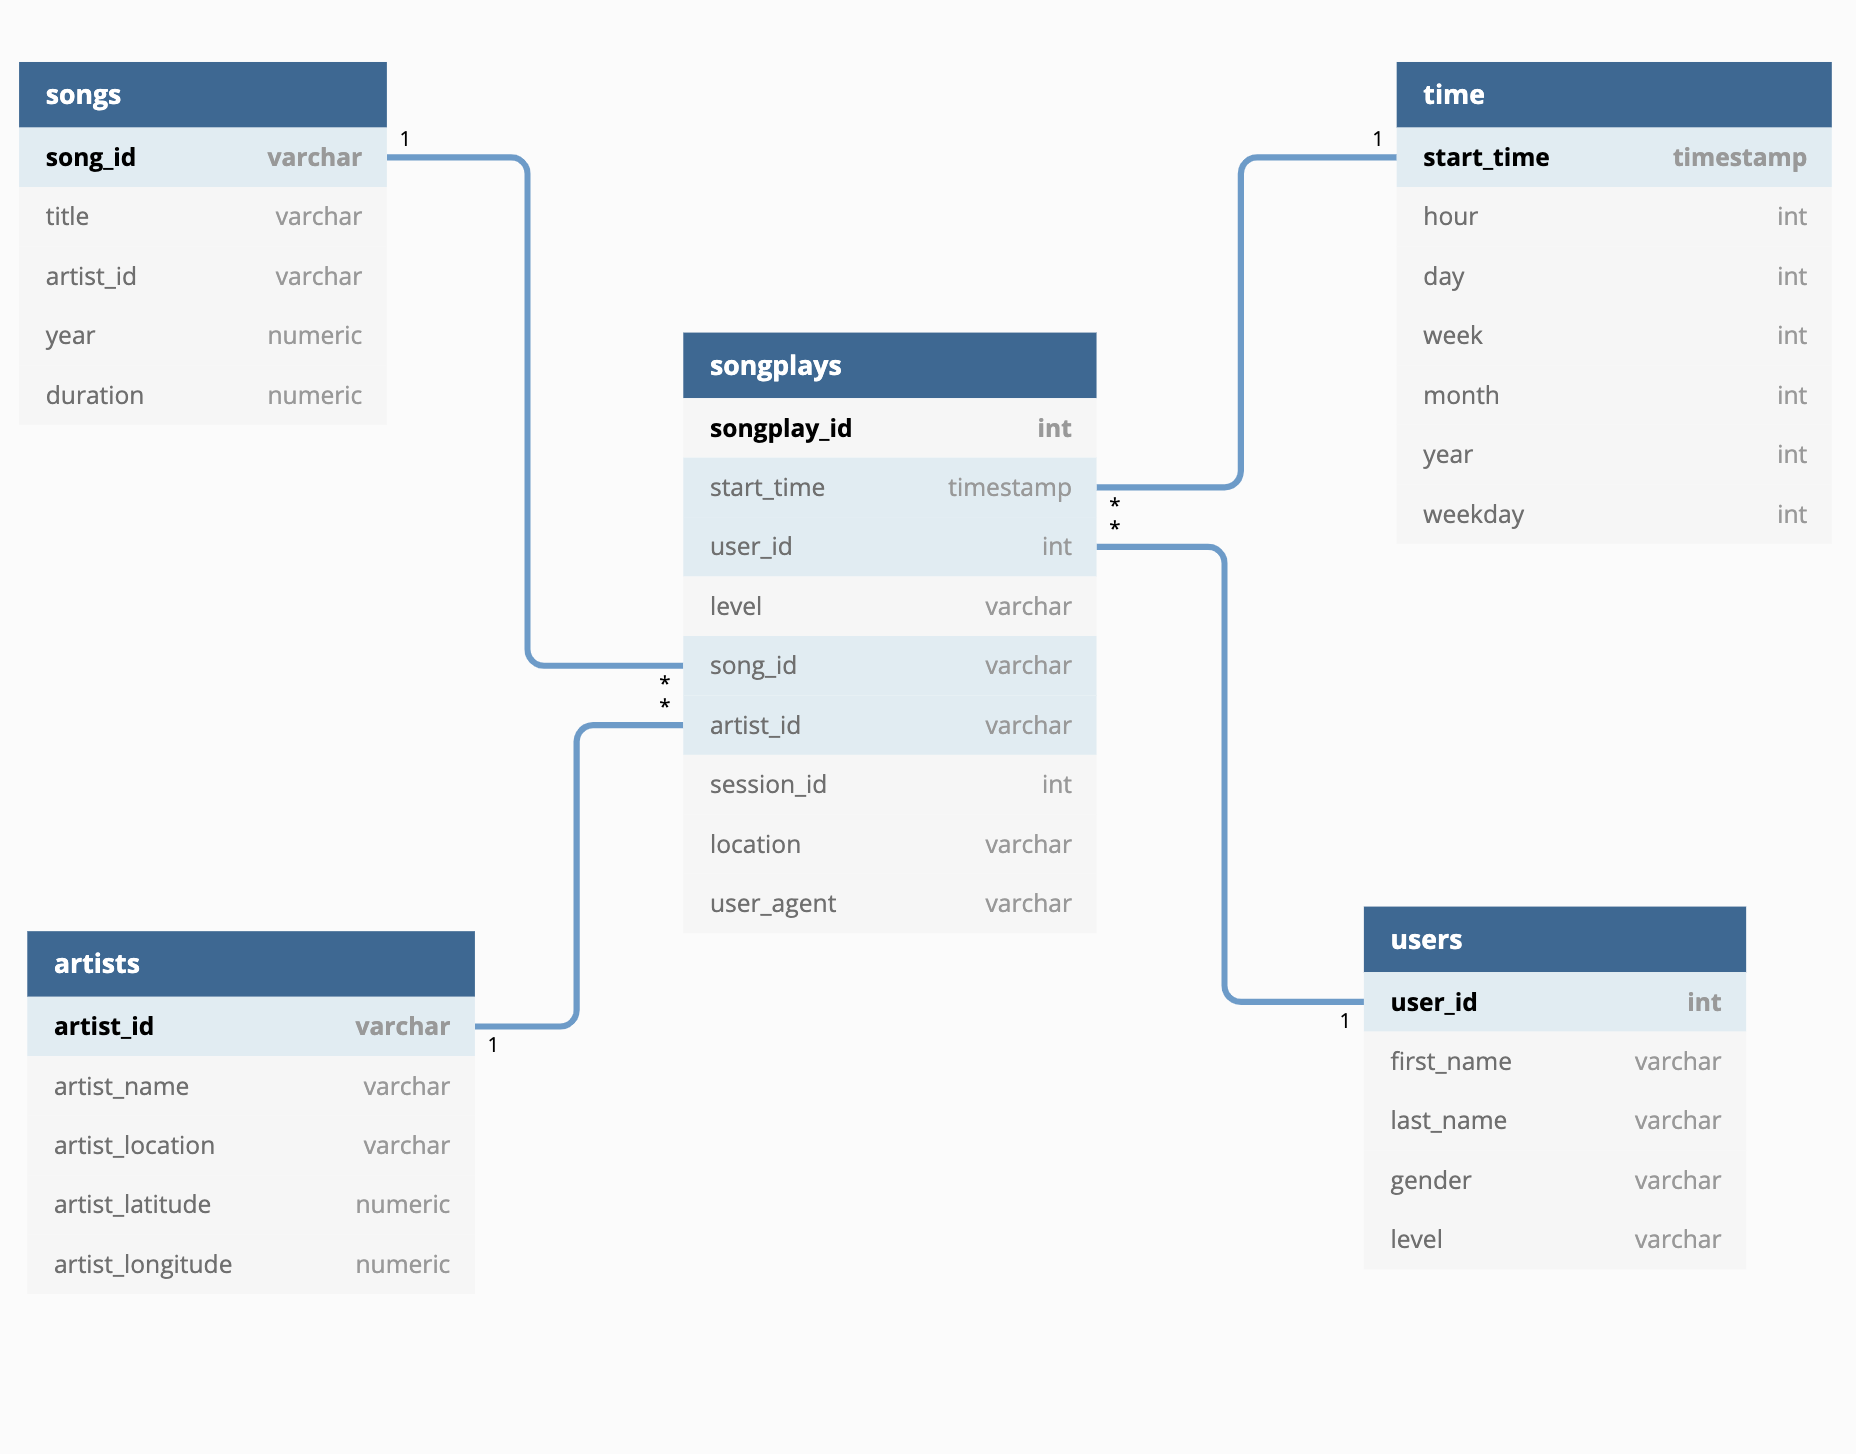 songs
song_id varchar
title varchar
artist_id varchar
year numeric
duration numeric
1
time
start_time timestamp
hour int
day int
week int
month int
year int
weekday int
1
songplays
songplay_id int
start_time timestamp
user_id int
level varchar
song_id varchar
artist_id varchar
session_id int
location varchar
user_agent varchar
*
*
*
*
artists
artist_id varchar
artist_name varchar
artist_location varchar
artist_latitude numeric
artist_longitude numeric
1
users
user_id int
first_name varchar
last_name varchar
gender varchar
level varchar
1